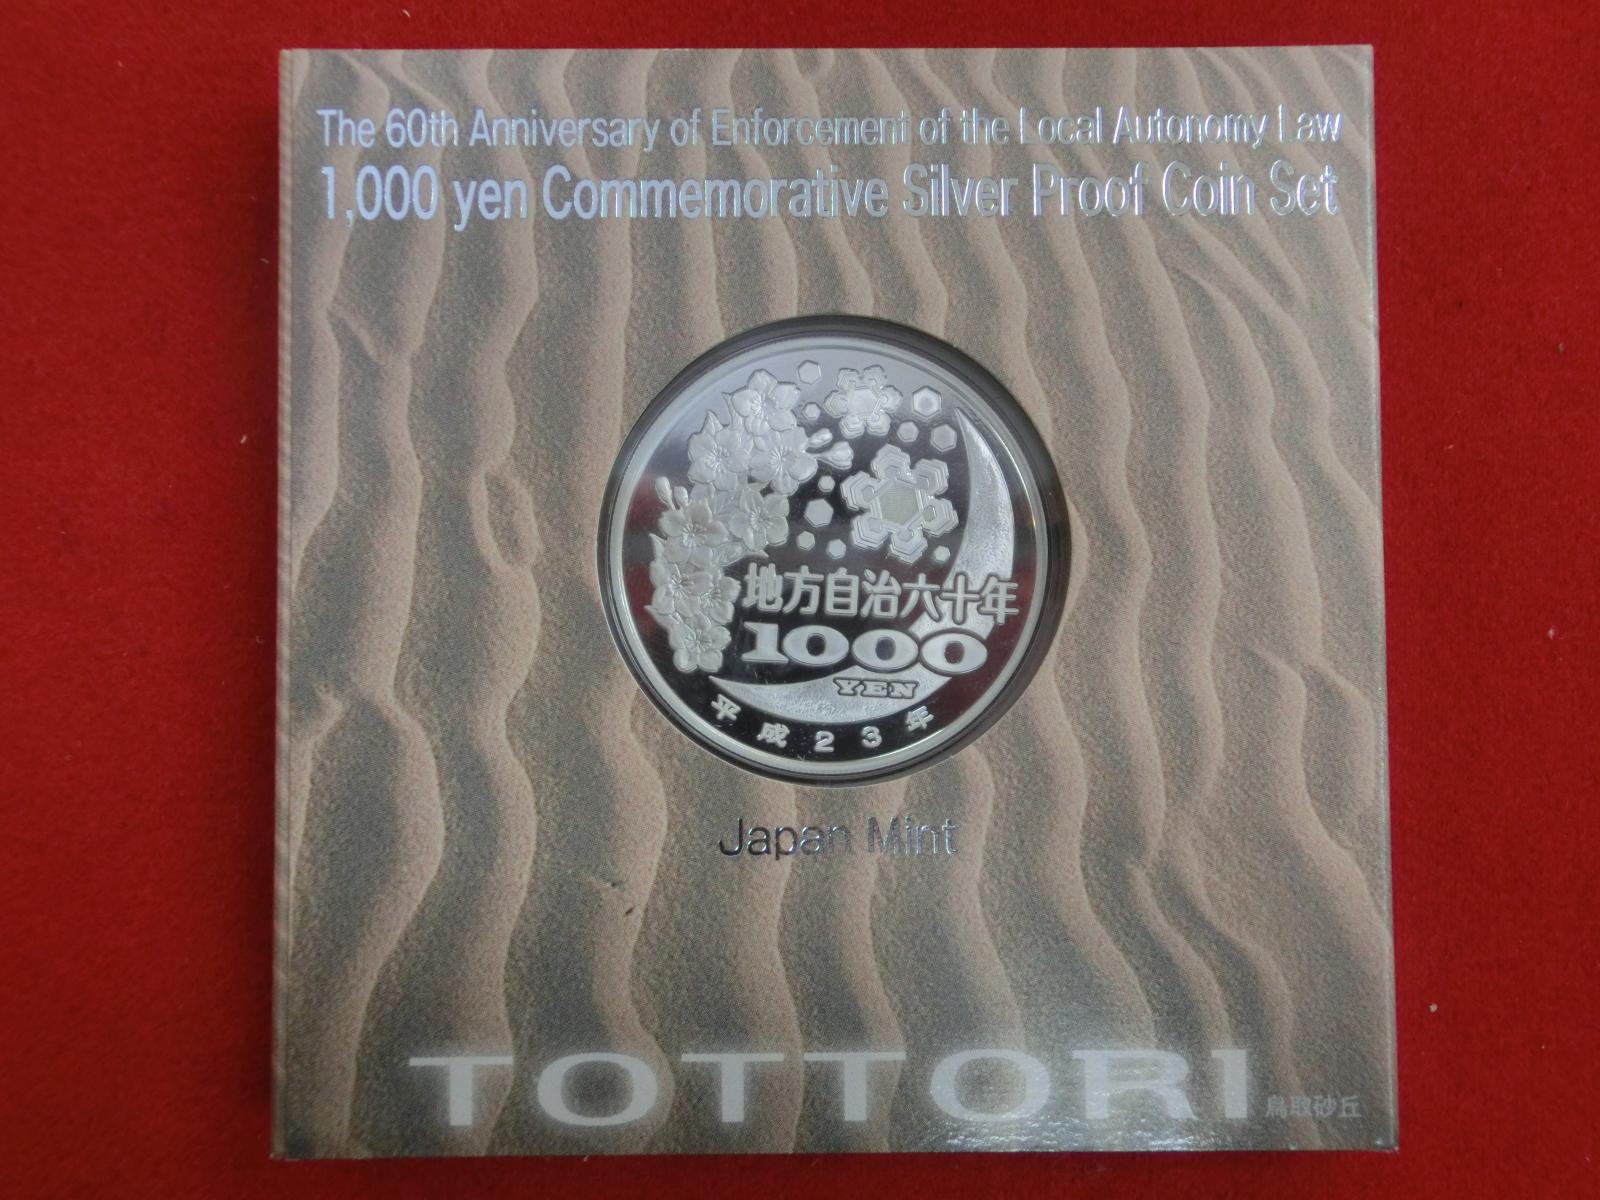 The 60th Anniversary of Enforcement of the Local Autonomy Law
1,000 yen Commemorative Silver Proof Coin Set
地方自治六十年
1000
YEN
平成23年
Japan Mint
TOTTORI
鳥取砂丘